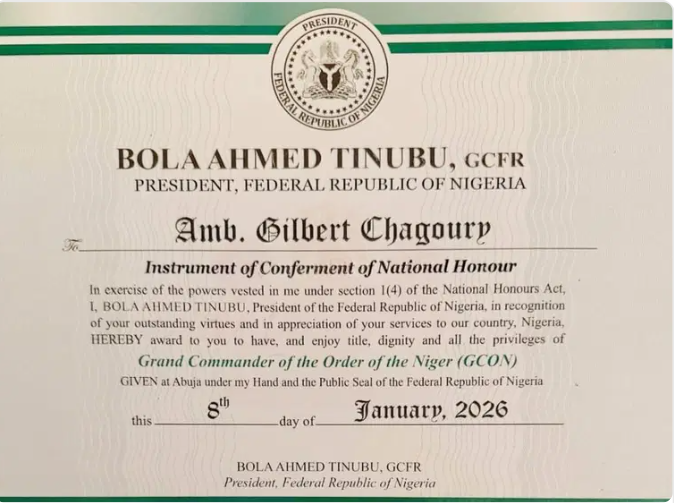 PRESIDENT
FEDERAL REPUBLIC OF NIGERIA
BOLA AHMED TINUBU, GCFR
PRESIDENT, FEDERAL REPUBLIC OF NIGERIA
To Amb. Gilbert Chagoury
Instrument of Conferment of National Honour
In exercise of the powers vested in me under section 1(4) of the National Honours Act,
I, BOLA AHMED TINUBU, President of the Federal Republic of Nigeria, in recognition
of your outstanding virtues and in appreciation of your services to our country, Nigeria,
HEREBY award to you to have, and enjoy title, dignity and all the privileges of
Grand Commander of the Order of the Niger (GCON)
GIVEN at Abuja under my Hand and the Public Seal of the Federal Republic of Nigeria
this 8th day of January, 2026
BOLA AHMED TINUBU, GCFR
President, Federal Republic of Nigeria